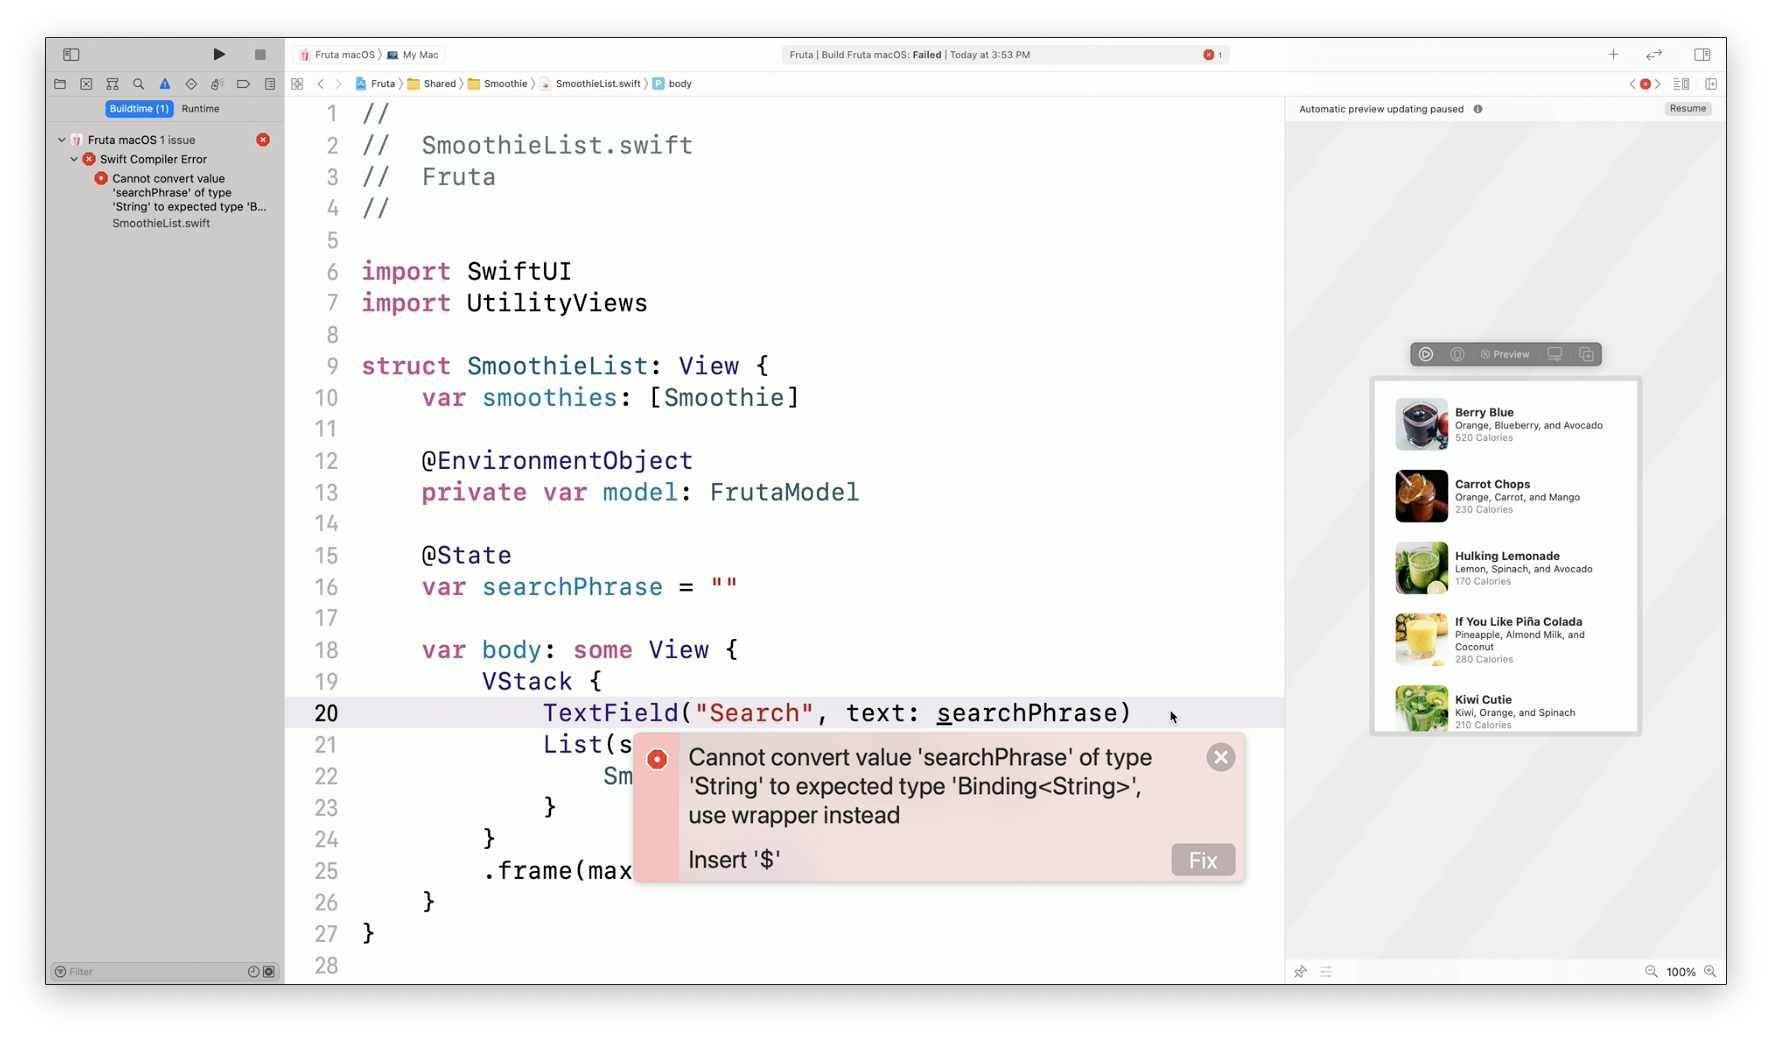 Fruta macOS 〉 My Mac
Fruta | Build Fruta macOS: Failed | Today at 3:53 PM
1
Fruta 〉 Shared 〉 Smoothie 〉 SmoothieList.swift 〉 P body
Buildtime (1) Runtime
Fruta macOS 1 issue
Swift Compiler Error
Cannot convert value
'searchPhrase' of type
'String' to expected type 'B...
SmoothieList.swift
Filter
1 //
2 //  SmoothieList.swift
3 //  Fruta
4 //
5
6 import SwiftUI
7 import UtilityViews
8
9 struct SmoothieList: View {
10     var smoothies: [Smoothie]
11
12     @EnvironmentObject
13     private var model: FrutaModel
14
15     @State
16     var searchPhrase = ""
17
18     var body: some View {
19         VStack {
20             TextField("Search", text: searchPhrase)
21             List(s
22                 Sm
23             }
24         }
25         .frame(max
26     }
27 }
28
Cannot convert value 'searchPhrase' of type
'String' to expected type 'Binding<String>',
use wrapper instead
Insert '$'
Fix
Automatic preview updating paused
Resume
Preview
Berry Blue
Orange, Blueberry, and Avocado
520 Calories
Carrot Chops
Orange, Carrot, and Mango
230 Calories
Hulking Lemonade
Lemon, Spinach, and Avocado
170 Calories
If You Like Piña Colada
Pineapple, Almond Milk, and
Coconut
280 Calories
Kiwi Cutie
Kiwi, Orange, and Spinach
210 Calories
100%